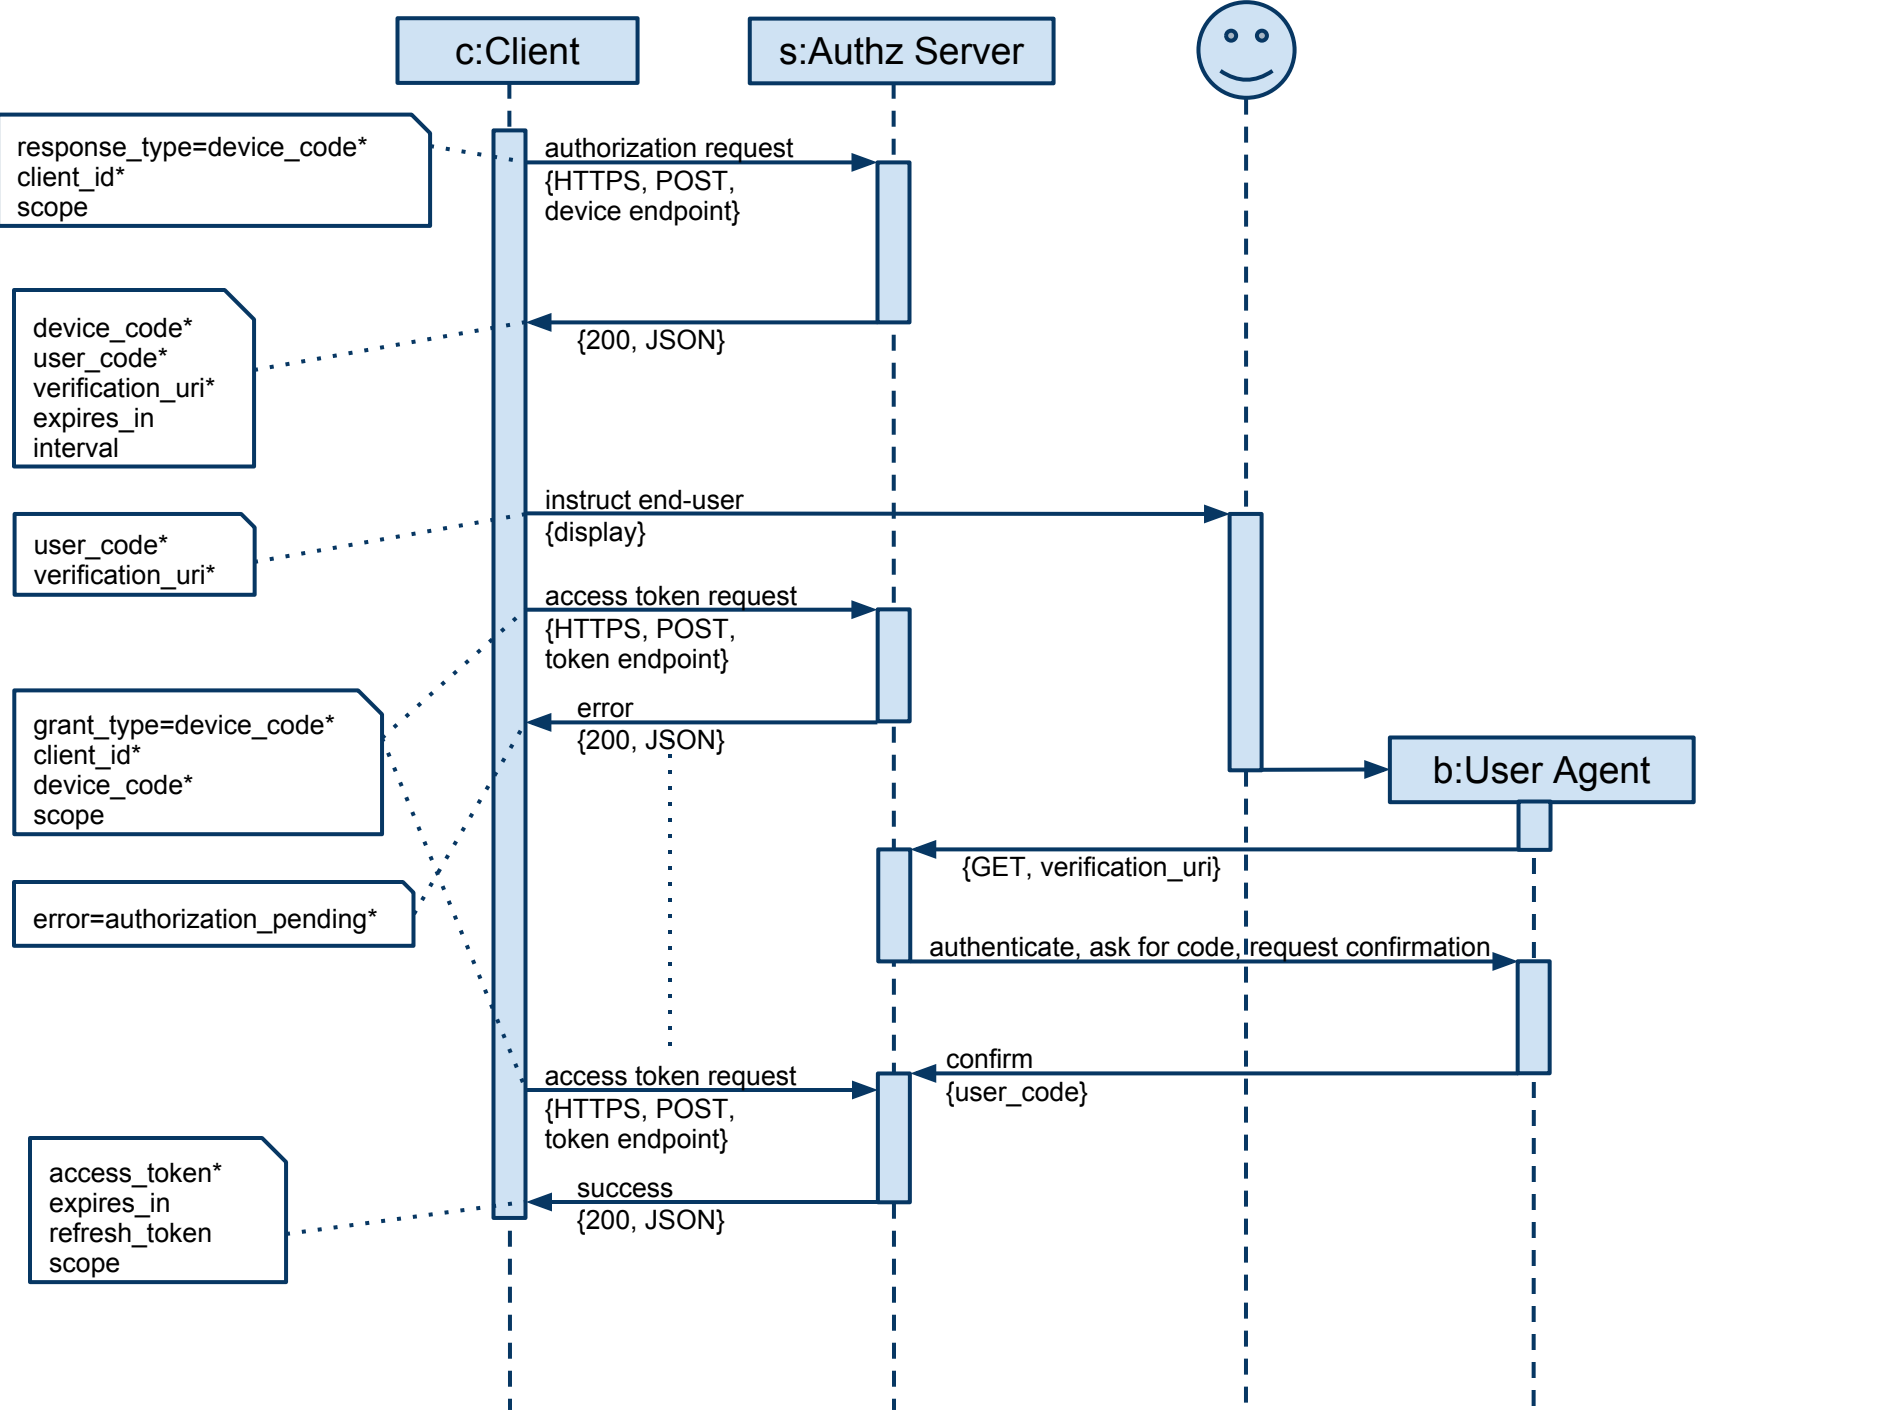 c:Client
s:Authz Server
response_type=device_code*
client_id*
scope
authorization request
{HTTPS, POST,
device endpoint}
device_code*
user_code*
verification_uri*
expires_in
interval
{200, JSON}
user_code*
verification_uri*
instruct end-user
{display}
access token request
{HTTPS, POST,
token endpoint}
grant_type=device_code*
client_id*
device_code*
scope
error
{200, JSON}
b:User Agent
{GET, verification_uri}
error=authorization_pending*
authenticate, ask for code, request confirmation
confirm
{user_code}
access token request
{HTTPS, POST,
token endpoint}
access_token*
expires_in
refresh_token
scope
success
{200, JSON}